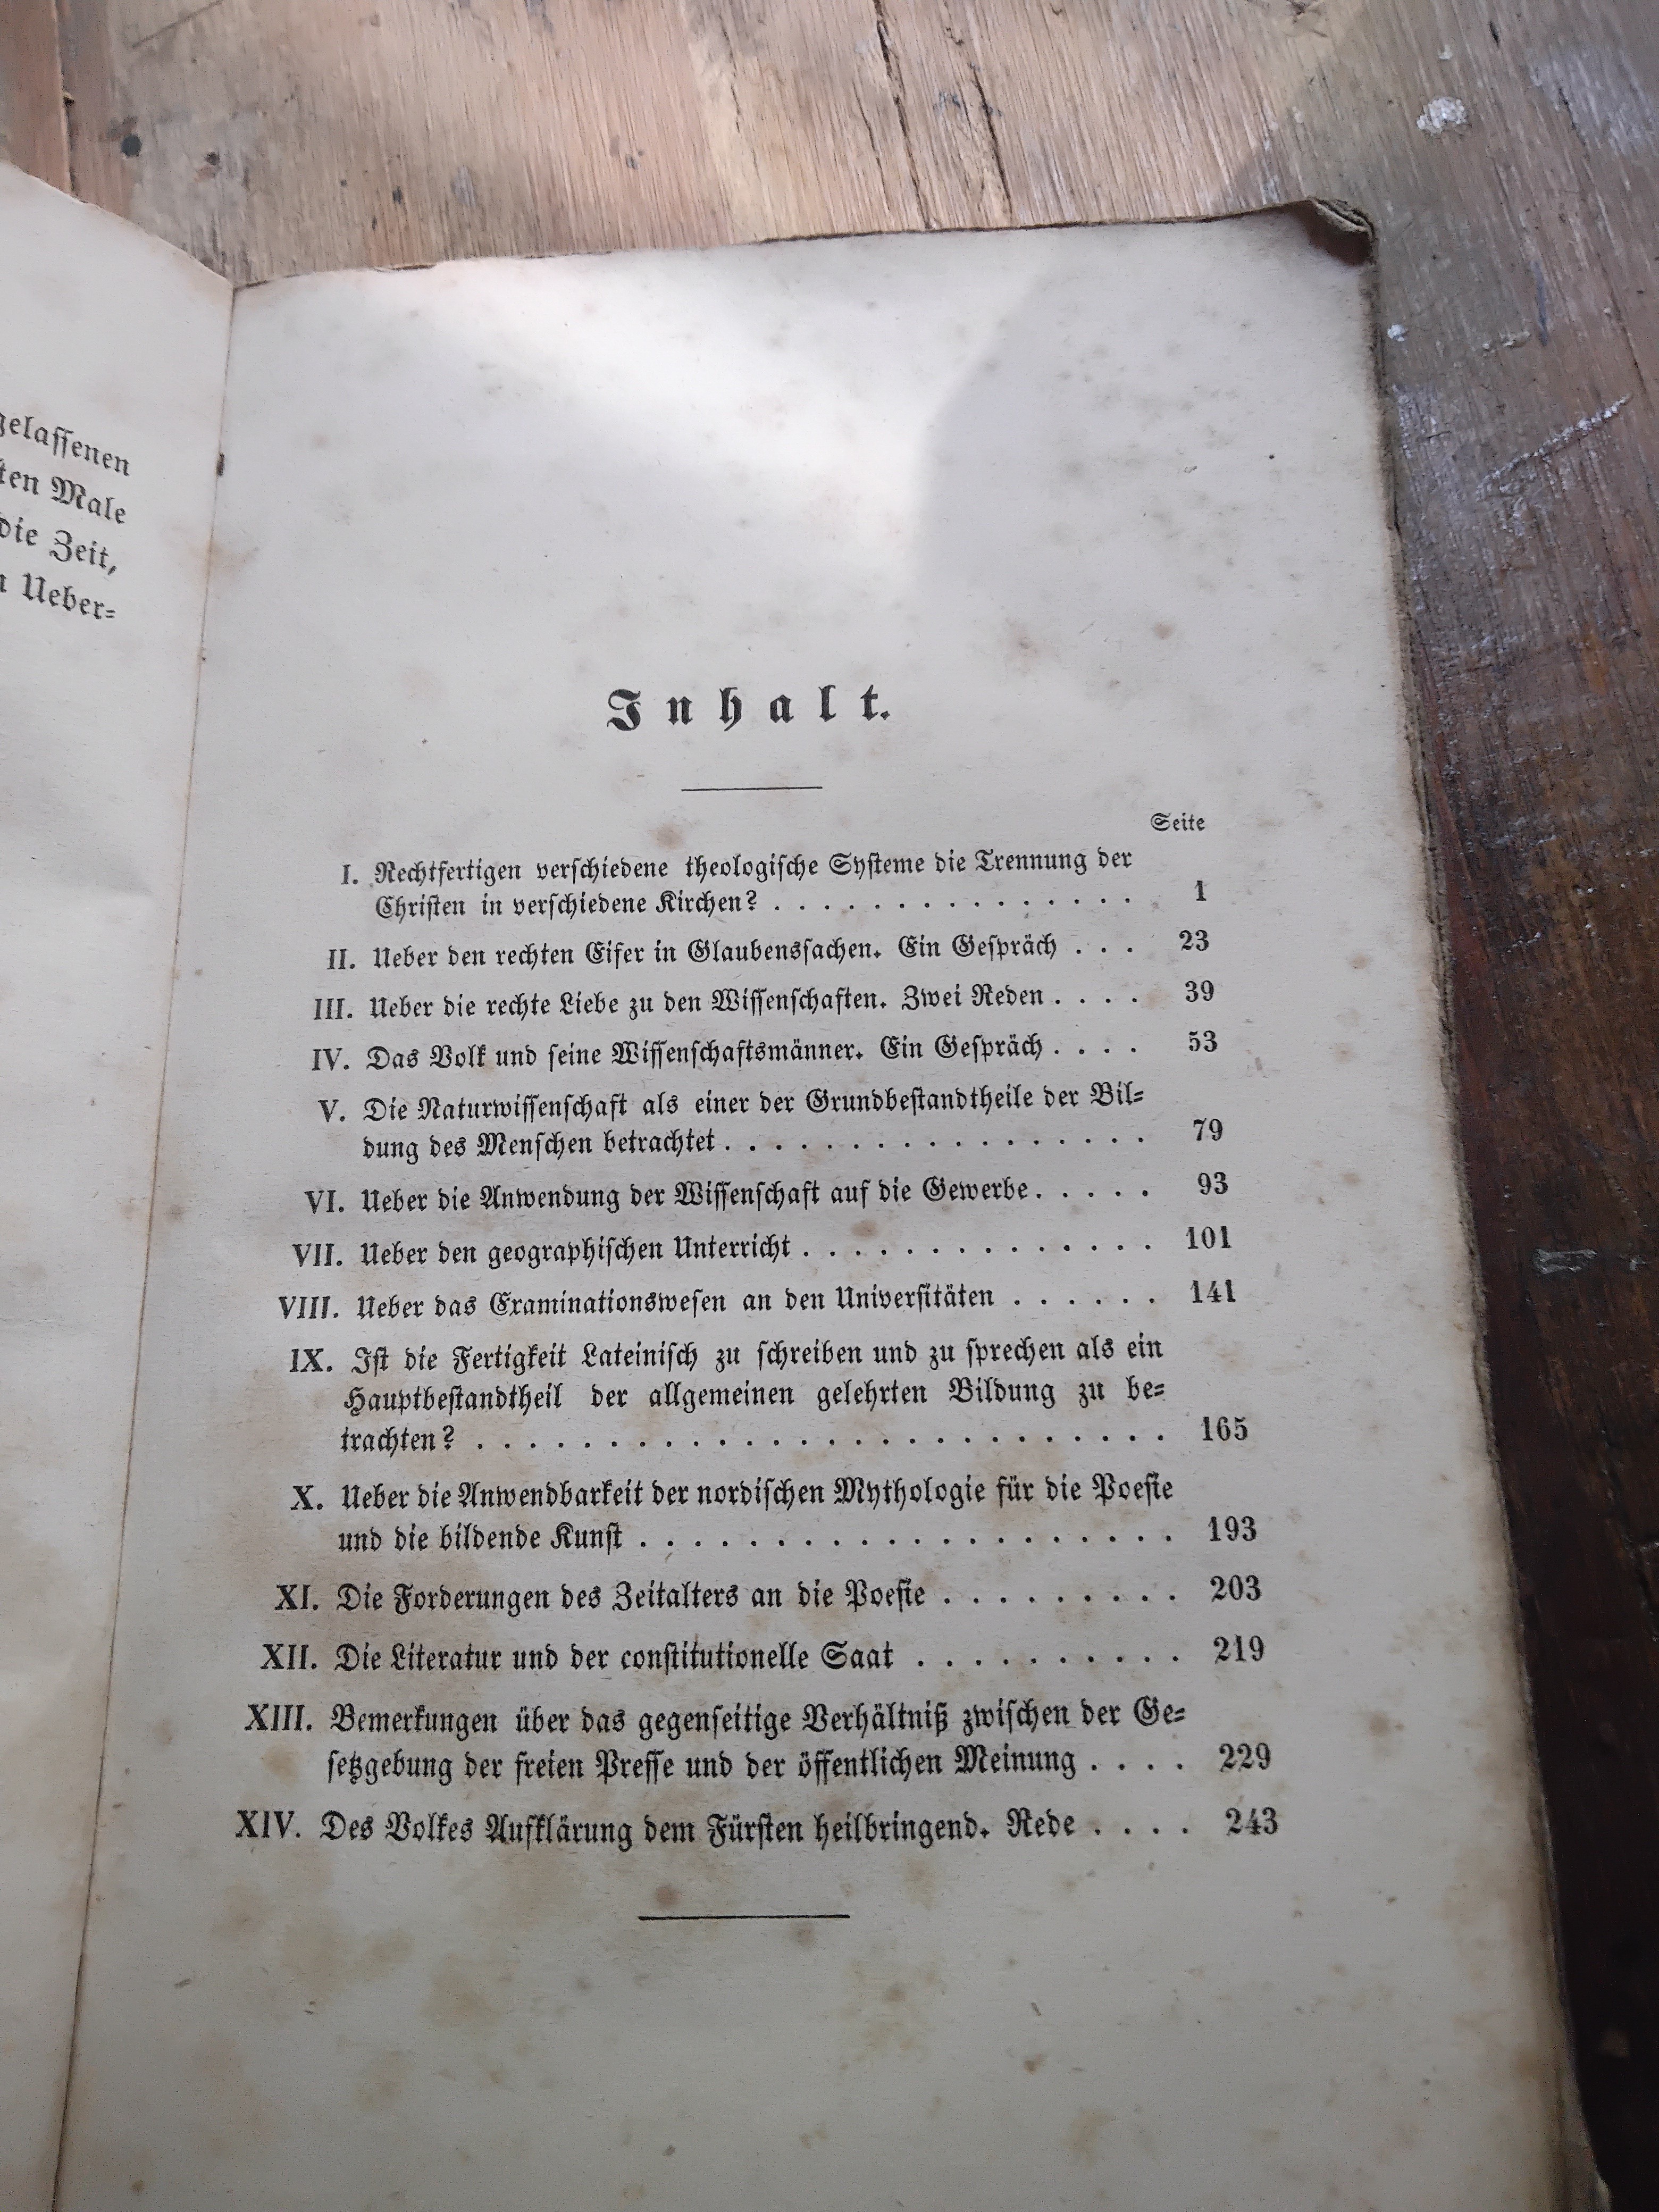 gelassenen
ten Male
die Zeit,
n Ueber=
Inhalt.
Seite
I. Rechtfertigen verschiedene theologische Systeme die Trennung der
Christen in verschiedene Kirchen? . . . . . . . . . . . . . . . 1
II. Ueber den rechten Eifer in Glaubenssachen. Ein Gespräch . . . 23
III. Ueber die rechte Liebe zu den Wissenschaften. Zwei Reden . . . . 39
IV. Das Volk und seine Wissenschaftsmänner. Ein Gespräch . . . . 53
V. Die Naturwissenschaft als einer der Grundbestandtheile der Bil=
dung des Menschen betrachtet . . . . . . . . . . . . . . . . . 79
VI. Ueber die Anwendung der Wissenschaft auf die Gewerbe . . . . . 93
VII. Ueber den geographischen Unterricht . . . . . . . . . . . . . . 101
VIII. Ueber das Examinationswesen an den Universitäten . . . . . . 141
IX. Ist die Fertigkeit Lateinisch zu schreiben und zu sprechen als ein
Hauptbestandtheil der allgemeinen gelehrten Bildung zu be=
trachten? . . . . . . . . . . . . . . . . . . . . . . . . . . 165
X. Ueber die Anwendbarkeit der nordischen Mythologie für die Poesie
und die bildende Kunst . . . . . . . . . . . . . . . . . . . . 193
XI. Die Forderungen des Zeitalters an die Poesie . . . . . . . . . 203
XII. Die Literatur und der constitutionelle Saat . . . . . . . . . . 219
XIII. Bemerkungen über das gegenseitige Verhältniß zwischen der Ge=
setzgebung der freien Presse und der öffentlichen Meinung . . . . 229
XIV. Des Volkes Aufklärung dem Fürsten heilbringend. Rede . . . . 243